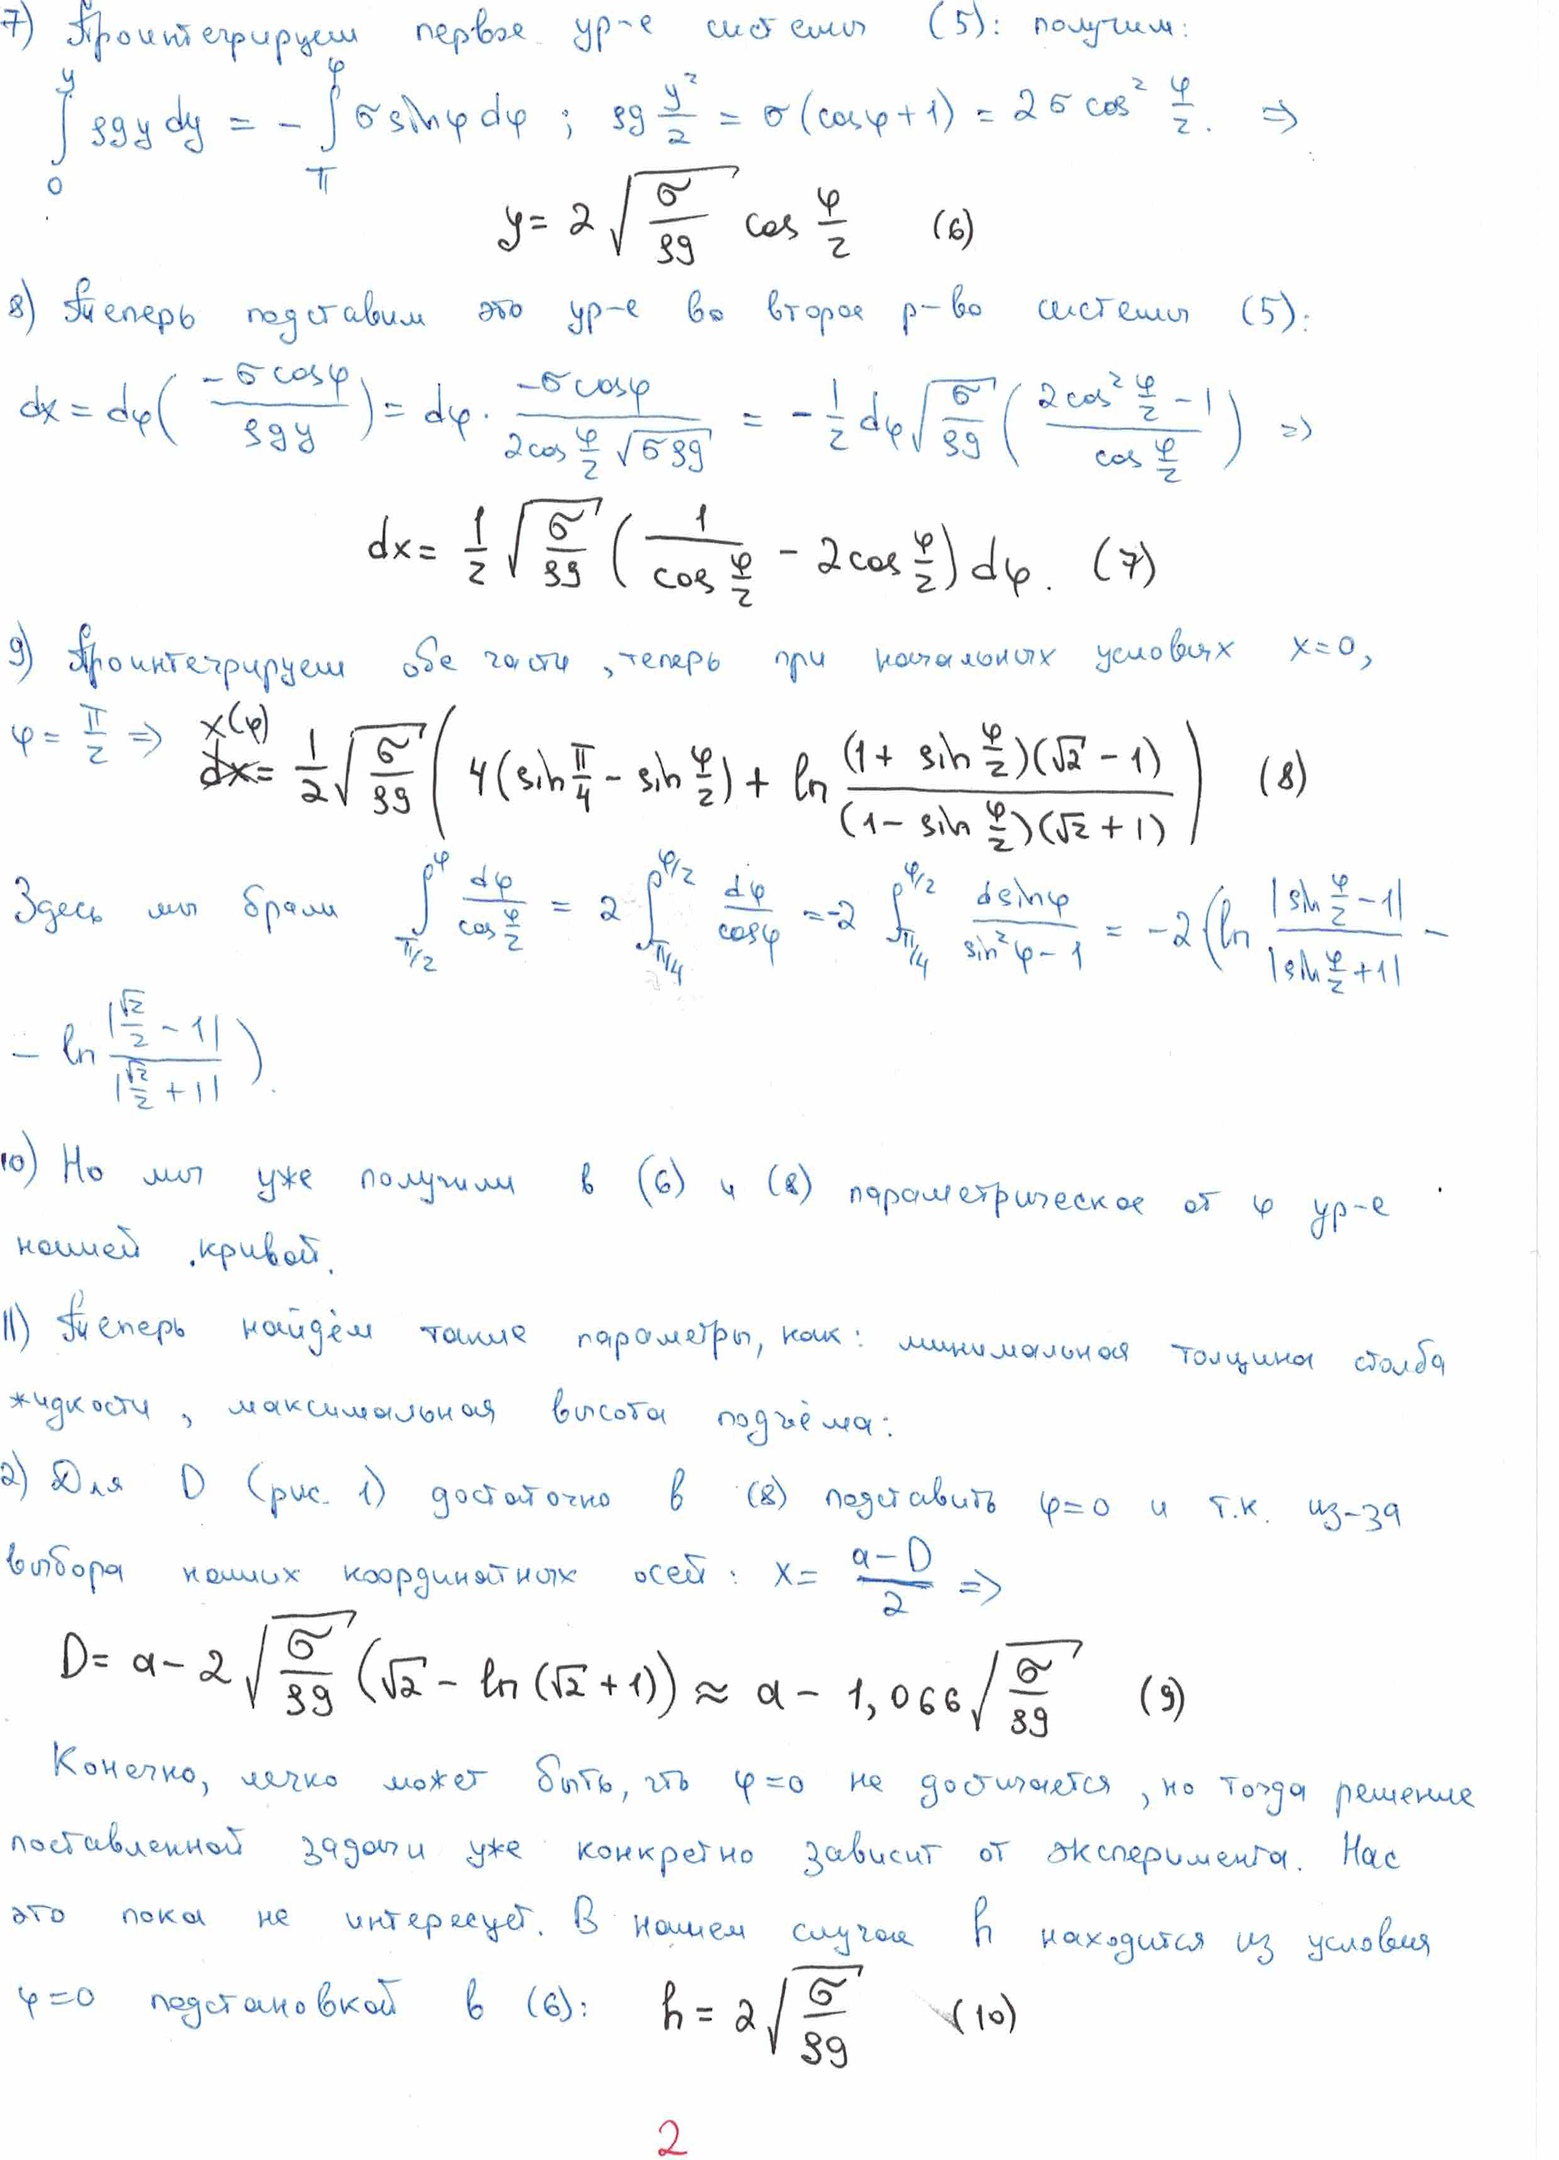 7) Проинтегрируем первое ур-е системы (5): получим:
∫₀^y ρgy dy = - ∫_π^φ σ sinφ dφ ; ρg y²/2 = σ(cosφ+1) = 2σ cos² φ/2. ⇒
y = 2√(σ/ρg) cos φ/2 (6)
8) Теперь подставим это ур-е во второе р-во системы (5):
dx = dφ(-σcosφ/ρgy) = dφ · -σcosφ/(2cos φ/2 √(σρg)) = - 1/2 dφ √(σ/ρg) ((2cos² φ/2 - 1)/cos φ/2) ⇒
dx = 1/2 √(σ/ρg) (1/cos φ/2 - 2cos φ/2) dφ. (7)
9) Проинтегрируем обе части, теперь при начальных условиях x=0,
φ = π/2 ⇒ x(φ) = 1/2 √(σ/ρg) (4(sin π/4 - sin φ/2) + ln ((1 + sin φ/2)(√2 - 1))/((1 - sin φ/2)(√2 + 1))) (8)
Здесь мы брали ∫_{π/2}^φ dφ/cos φ/2 = 2 ∫_{π/4}^{φ/2} dφ/cosφ = -2 ∫_{π/4}^{φ/2} dsinφ/(sin²φ - 1) = -2 (ln |sin φ/2 - 1|/|sin φ/2 + 1| -
- ln |√2/2 - 1|/|√2/2 + 1|).
10) Но мы уже получили в (6) и (8) параметрическое от φ ур-е
нашей кривой.
11) Теперь найдём такие параметры, как: минимальная толщина столба
жидкости, максимальная высота подъёма:
2) Для D (рис. 1) достаточно в (8) подставить φ=0 и т.к. из-за
выбора наших координатных осей: x = (a-D)/2 ⇒
D = a - 2√(σ/ρg) (√2 - ln(√2 + 1)) ≈ a - 1,066√(σ/ρg) (9)
Конечно, легко может быть, что φ=0 не достигается, но тогда решение
поставленной задачи уже конкретно зависит от эксперимента. Нас
это пока не интересует. В нашем случае h находится из условия
φ=0 подстановкой в (6): h = 2√(σ/ρg) (10)
2